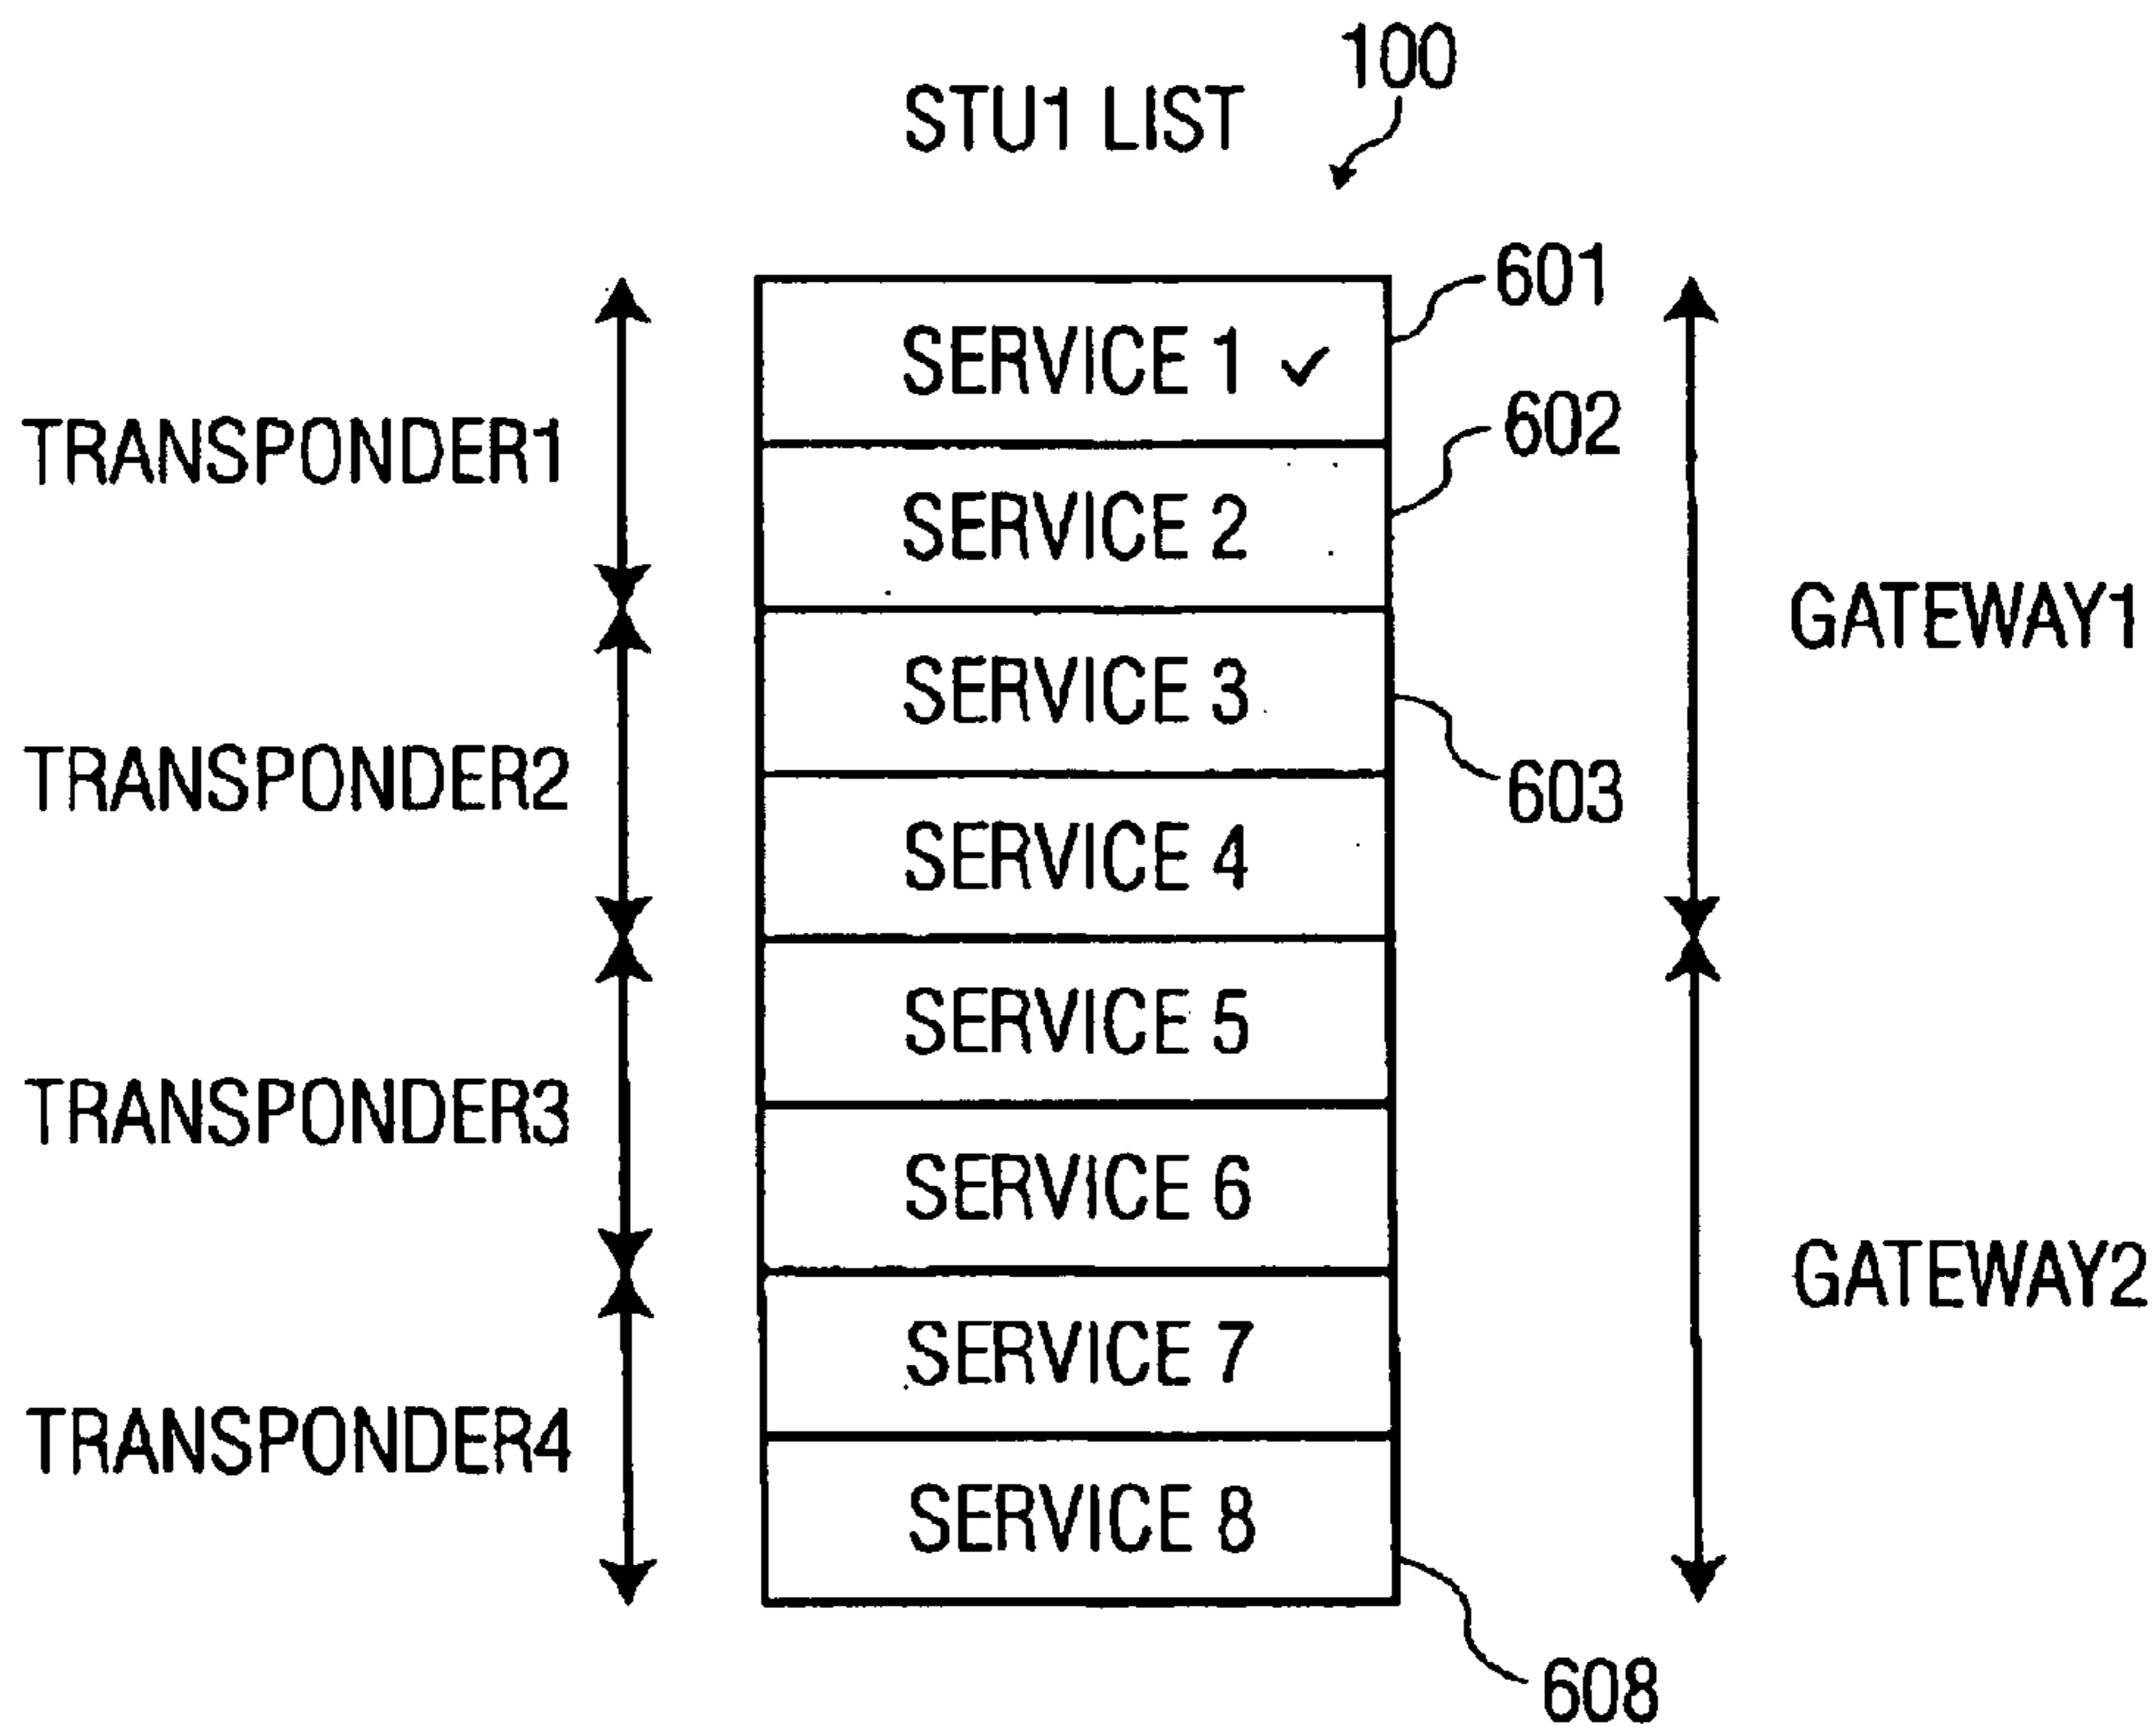 100
STU1 LIST
601
SERVICE 1 ✓
602
TRANSPONDER1
SERVICE 2
GATEWAY1
SERVICE 3
603
TRANSPONDER2
SERVICE 4
SERVICE 5
TRANSPONDER3
SERVICE 6
GATEWAY2
SERVICE 7
TRANSPONDER4
SERVICE 8
608